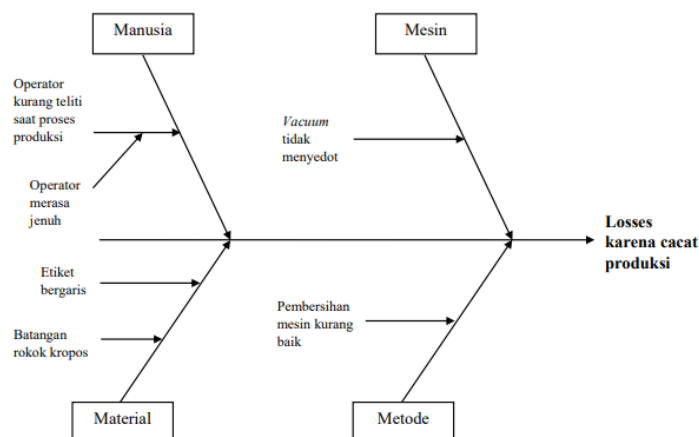 Manusia
Mesin
Operator
kurang teliti
saat proses
produksi
Vacuum
tidak
menyedot
Operator
merasa
jenuh
Losses
karena cacat
produksi
Etiket
bergaris
Pembersihan
mesin kurang
baik
Batangan
rokok kropos
Material
Metode